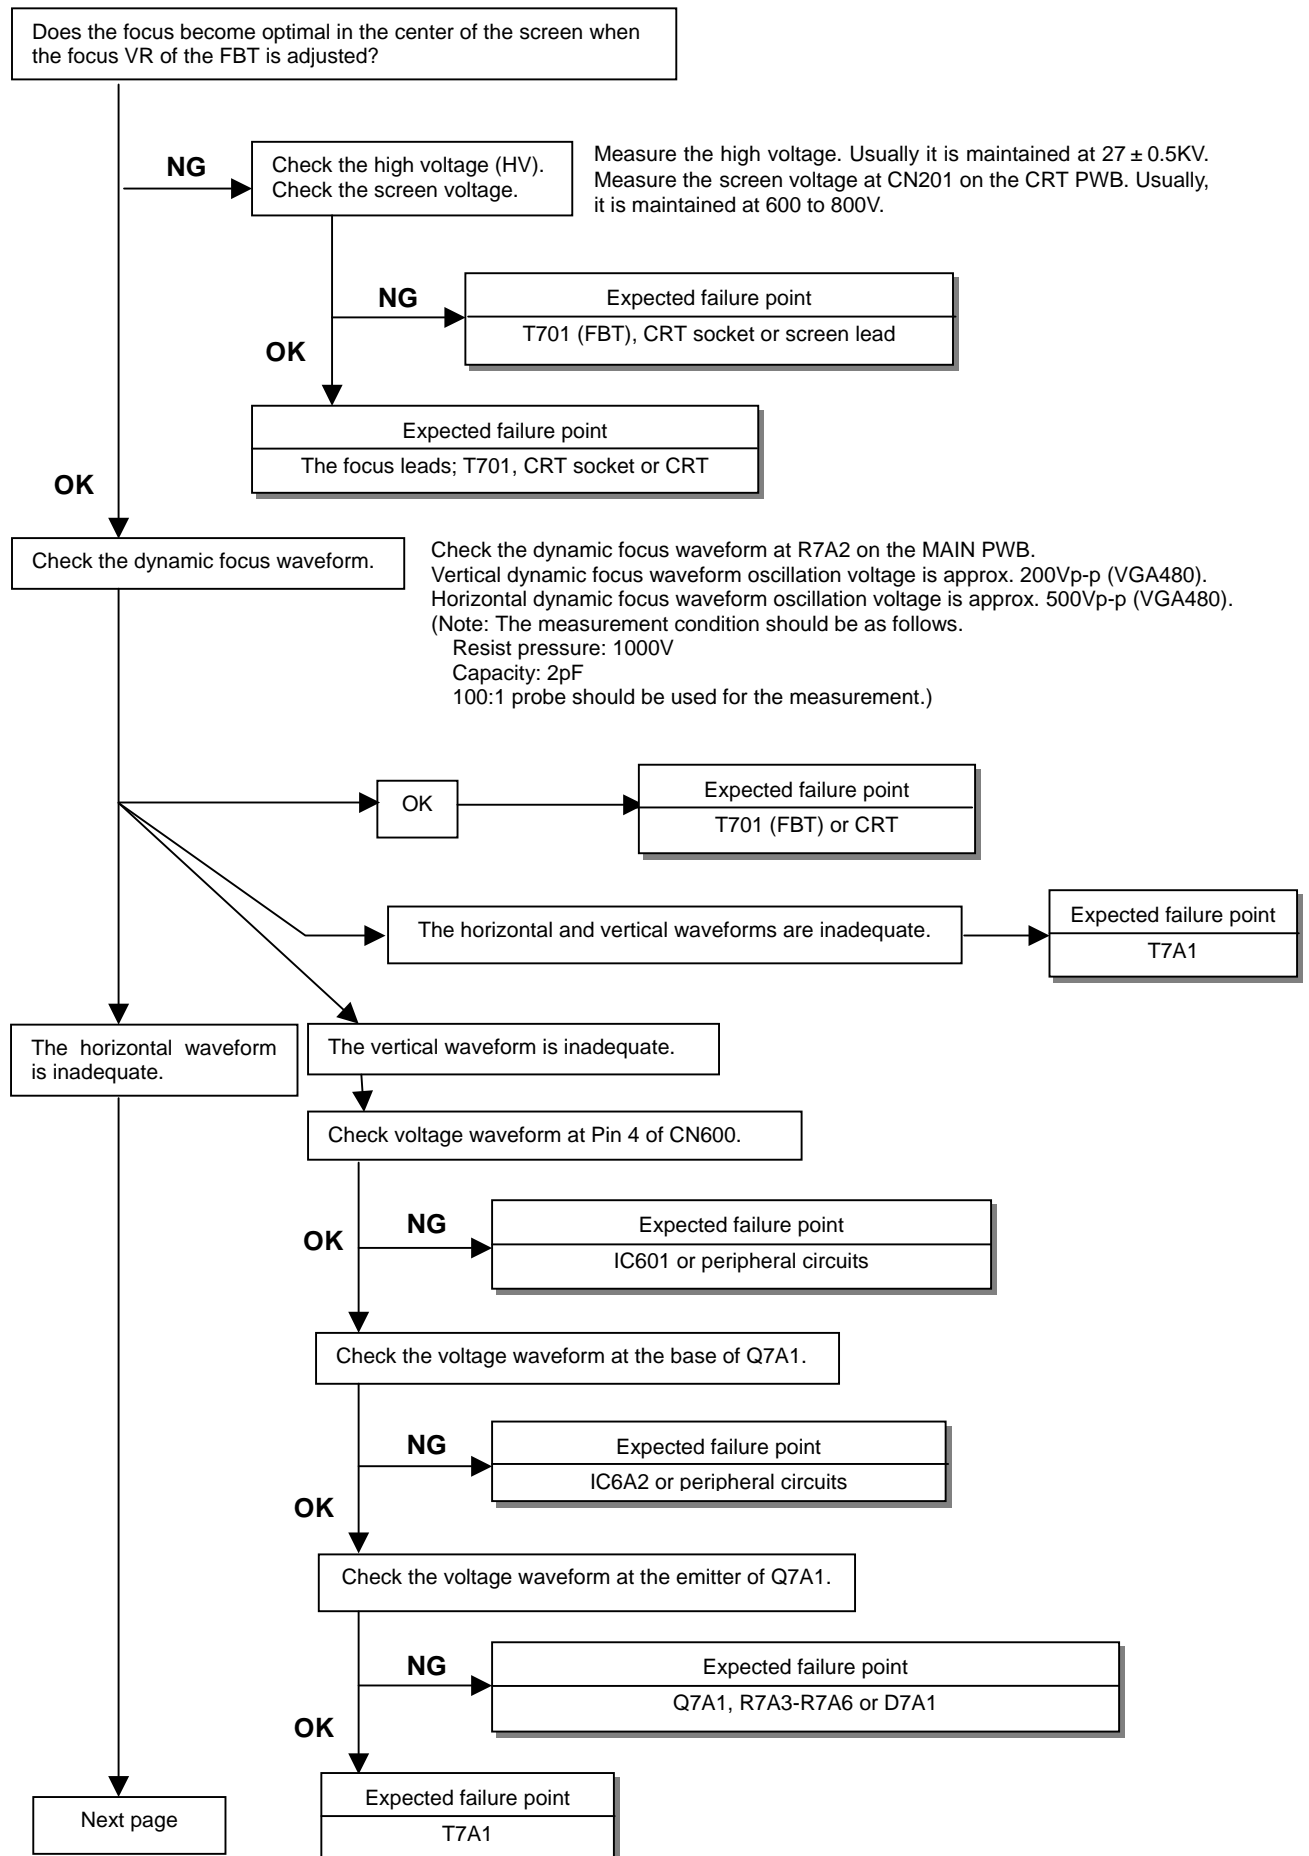 Does the focus become optimal in the center of the screen when
the focus VR of the FBT is adjusted?
NG
Check the high voltage (HV).
Check the screen voltage.
Measure the high voltage. Usually it is maintained at 27 ± 0.5KV.
Measure the screen voltage at CN201 on the CRT PWB. Usually,
it is maintained at 600 to 800V.
NG
Expected failure point
T701 (FBT), CRT socket or screen lead
OK
Expected failure point
The focus leads; T701, CRT socket or CRT
OK
Check the dynamic focus waveform.
Check the dynamic focus waveform at R7A2 on the MAIN PWB.
Vertical dynamic focus waveform oscillation voltage is approx. 200Vp-p (VGA480).
Horizontal dynamic focus waveform oscillation voltage is approx. 500Vp-p (VGA480).
(Note: The measurement condition should be as follows.
Resist pressure: 1000V
Capacity: 2pF
100:1 probe should be used for the measurement.)
OK
Expected failure point
T701 (FBT) or CRT
The horizontal and vertical waveforms are inadequate.
Expected failure point
T7A1
The horizontal waveform
is inadequate.
The vertical waveform is inadequate.
Check voltage waveform at Pin 4 of CN600.
NG
Expected failure point
IC601 or peripheral circuits
OK
Check the voltage waveform at the base of Q7A1.
NG
Expected failure point
IC6A2 or peripheral circuits
OK
Check the voltage waveform at the emitter of Q7A1.
NG
Expected failure point
Q7A1, R7A3-R7A6 or D7A1
OK
Next page
Expected failure point
T7A1